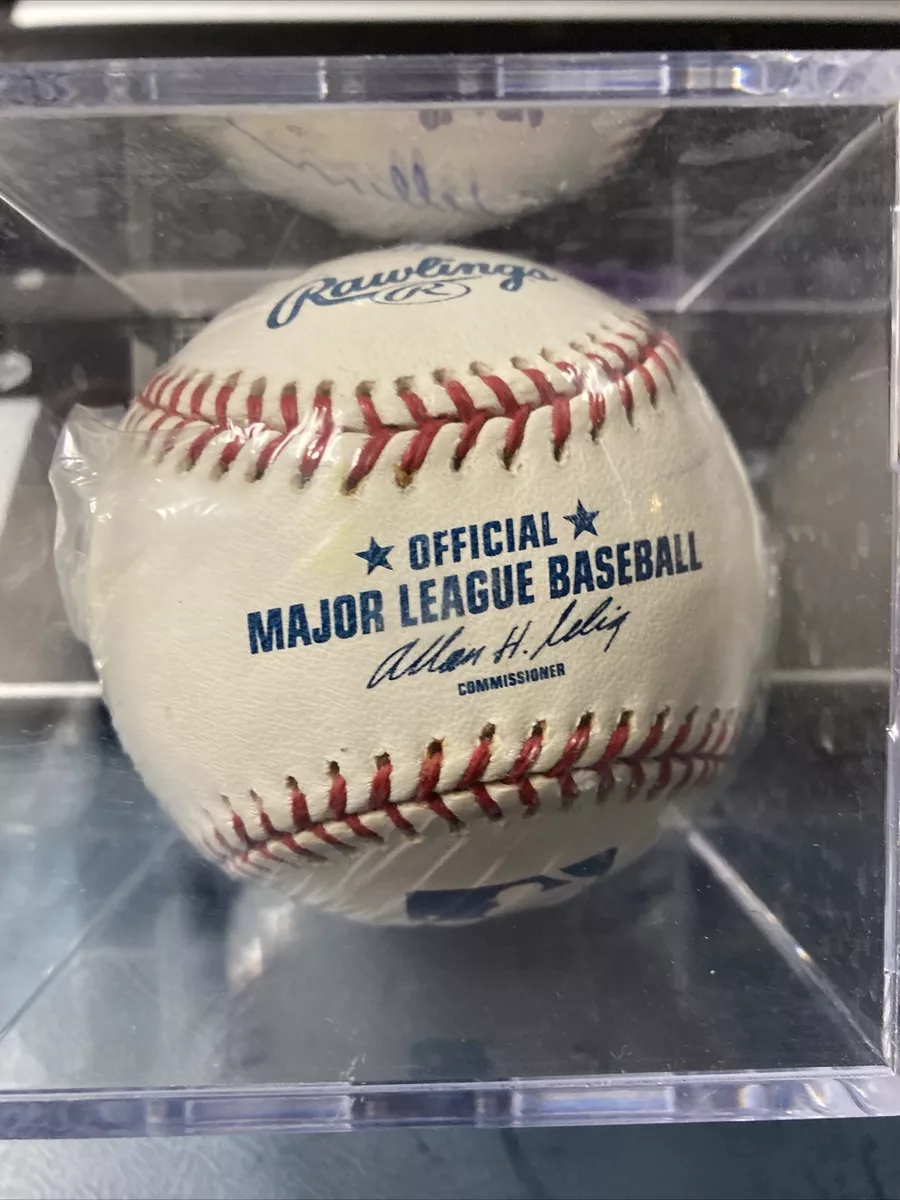 Rawlings
R
★ OFFICIAL ★
MAJOR LEAGUE BASEBALL
Allan H. Selig
COMMISSIONER